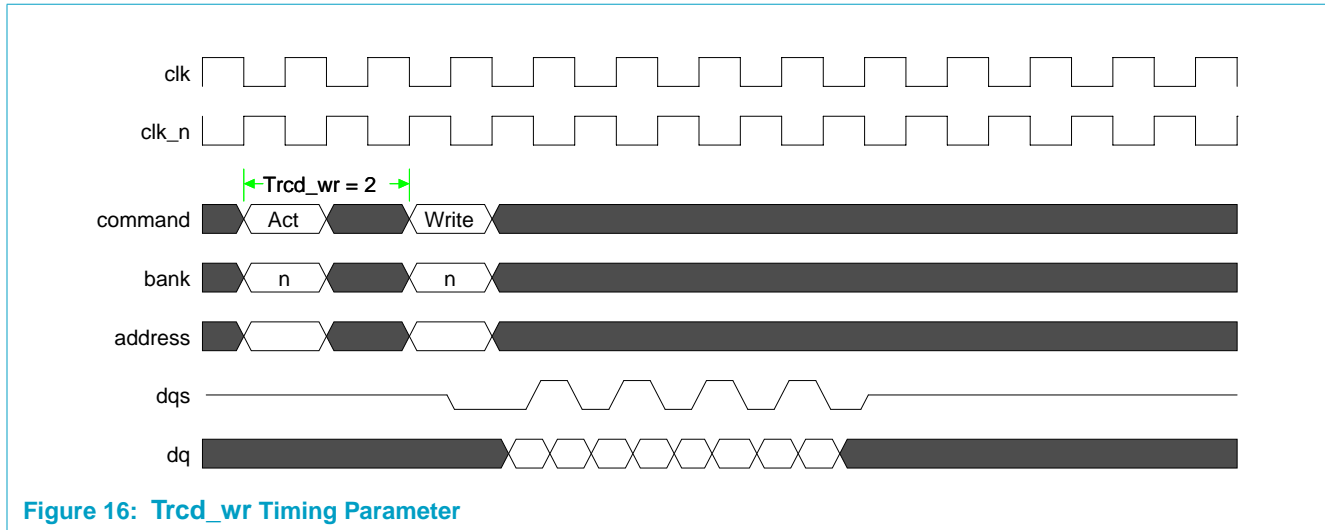 clk
clk_n
Trcd_wr = 2
command Act Write
bank n n
address
dqs
dq
Figure 16: Trcd_wr Timing Parameter